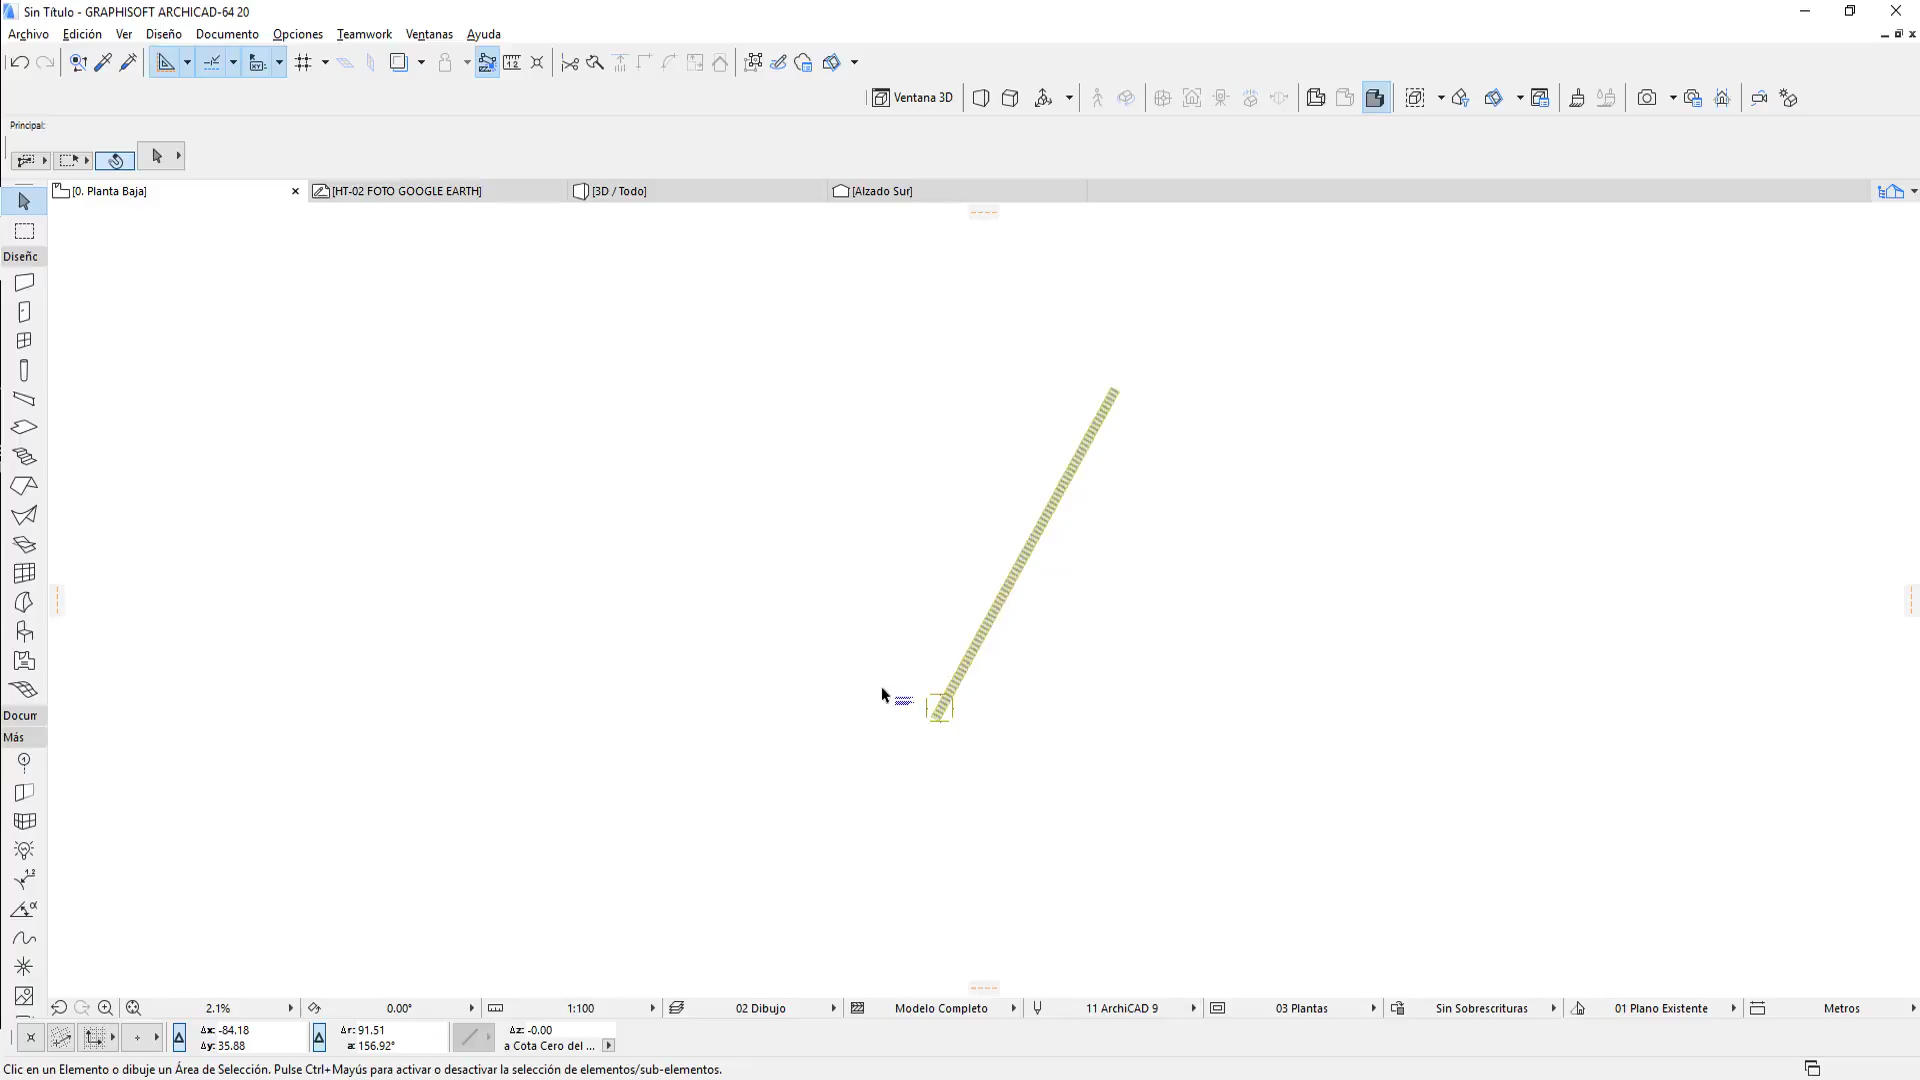 Sin Título - GRAPHISOFT ARCHICAD-64 20
Archivo Edición Ver Diseño Documento Opciones Teamwork Ventanas Ayuda
Ventana 3D
Principal:
[0. Planta Baja] [HT-02 FOTO GOOGLE EARTH] [3D / Todo] [Alzado Sur]
Diseñc
Docum
Más
2.1% 0.00° 1:100 02 Dibujo Modelo Completo 11 ArchiCAD 9 03 Plantas Sin Sobrescrituras 01 Plano Existente Metros
Δx: -84.18 Δr: 91.51 Δz: -0.00
Δy: 35.88 a: 156.92° a Cota Cero del ...
Clic en un Elemento o dibuje un Área de Selección. Pulse Ctrl+Mayús para activar o desactivar la selección de elementos/sub-elementos.